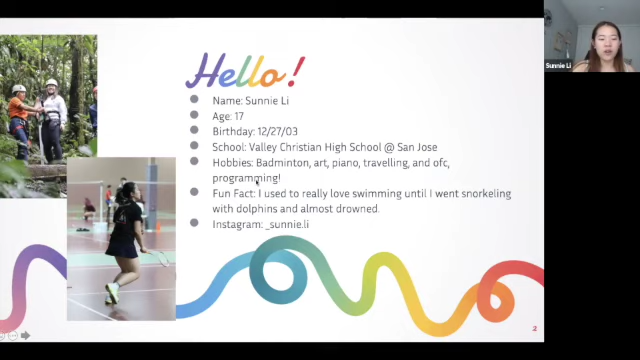 Hello!
Name: Sunnie Li
Age: 17
Birthday: 12/27/03
School: Valley Christian High School @ San Jose
Hobbies: Badminton, art, piano, travelling, and ofc,
programming!
Fun Fact: I used to really love swimming until I went snorkeling
with dolphins and almost drowned.
Instagram: _sunnie.li
2
Sunnie Li